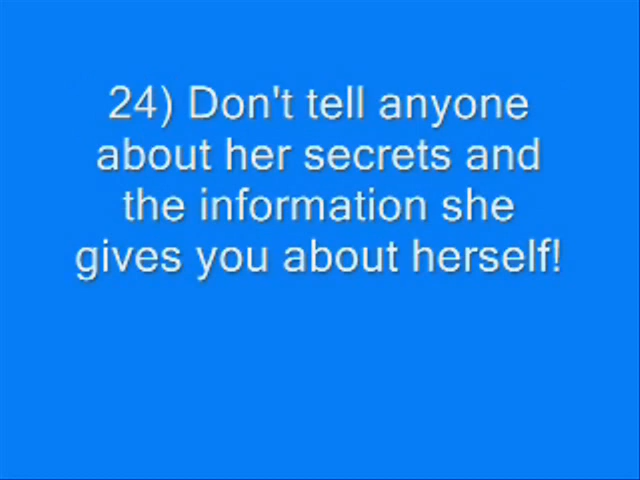 24) Don't tell anyone
about her secrets and
the information she
gives you about herself!